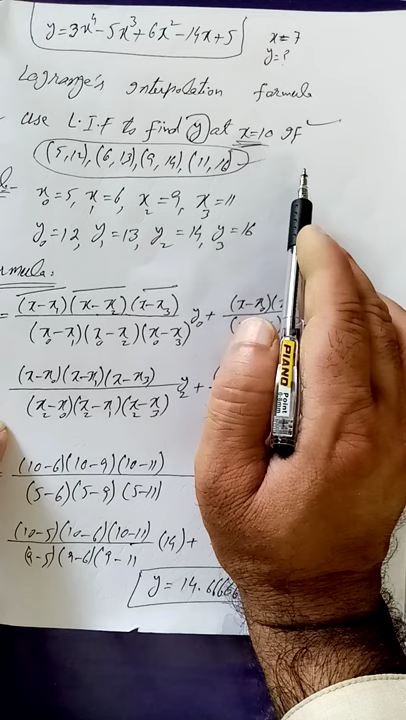 y=3x⁴-5x³+6x²-14x+5
x=7
y=?
Lagrange's interpolation formula
use L.I.F to find y at x=10 if
(5,12), (6,13), (9,14), (11,16)
x₀=5, x₁=6, x₂=9, x₃=11
y₀=12, y₁=13, y₂=14, y₃=16
formula:
= (x-x₁)(x-x₂)(x-x₃)/(x₀-x₁)(x₀-x₂)(x₀-x₃) y₀ + (x-x₀)(
(x-x₀)(x-x₁)(x-x₃)/(x₂-x₀)(x₂-x₁)(x₂-x₃) y₂ +
= (10-6)(10-9)(10-11)/(5-6)(5-9)(5-11)
(10-5)(10-6)(10-11)/(9-5)(9-6)(9-11 (14)+
y=14.6666
PIANO
Point